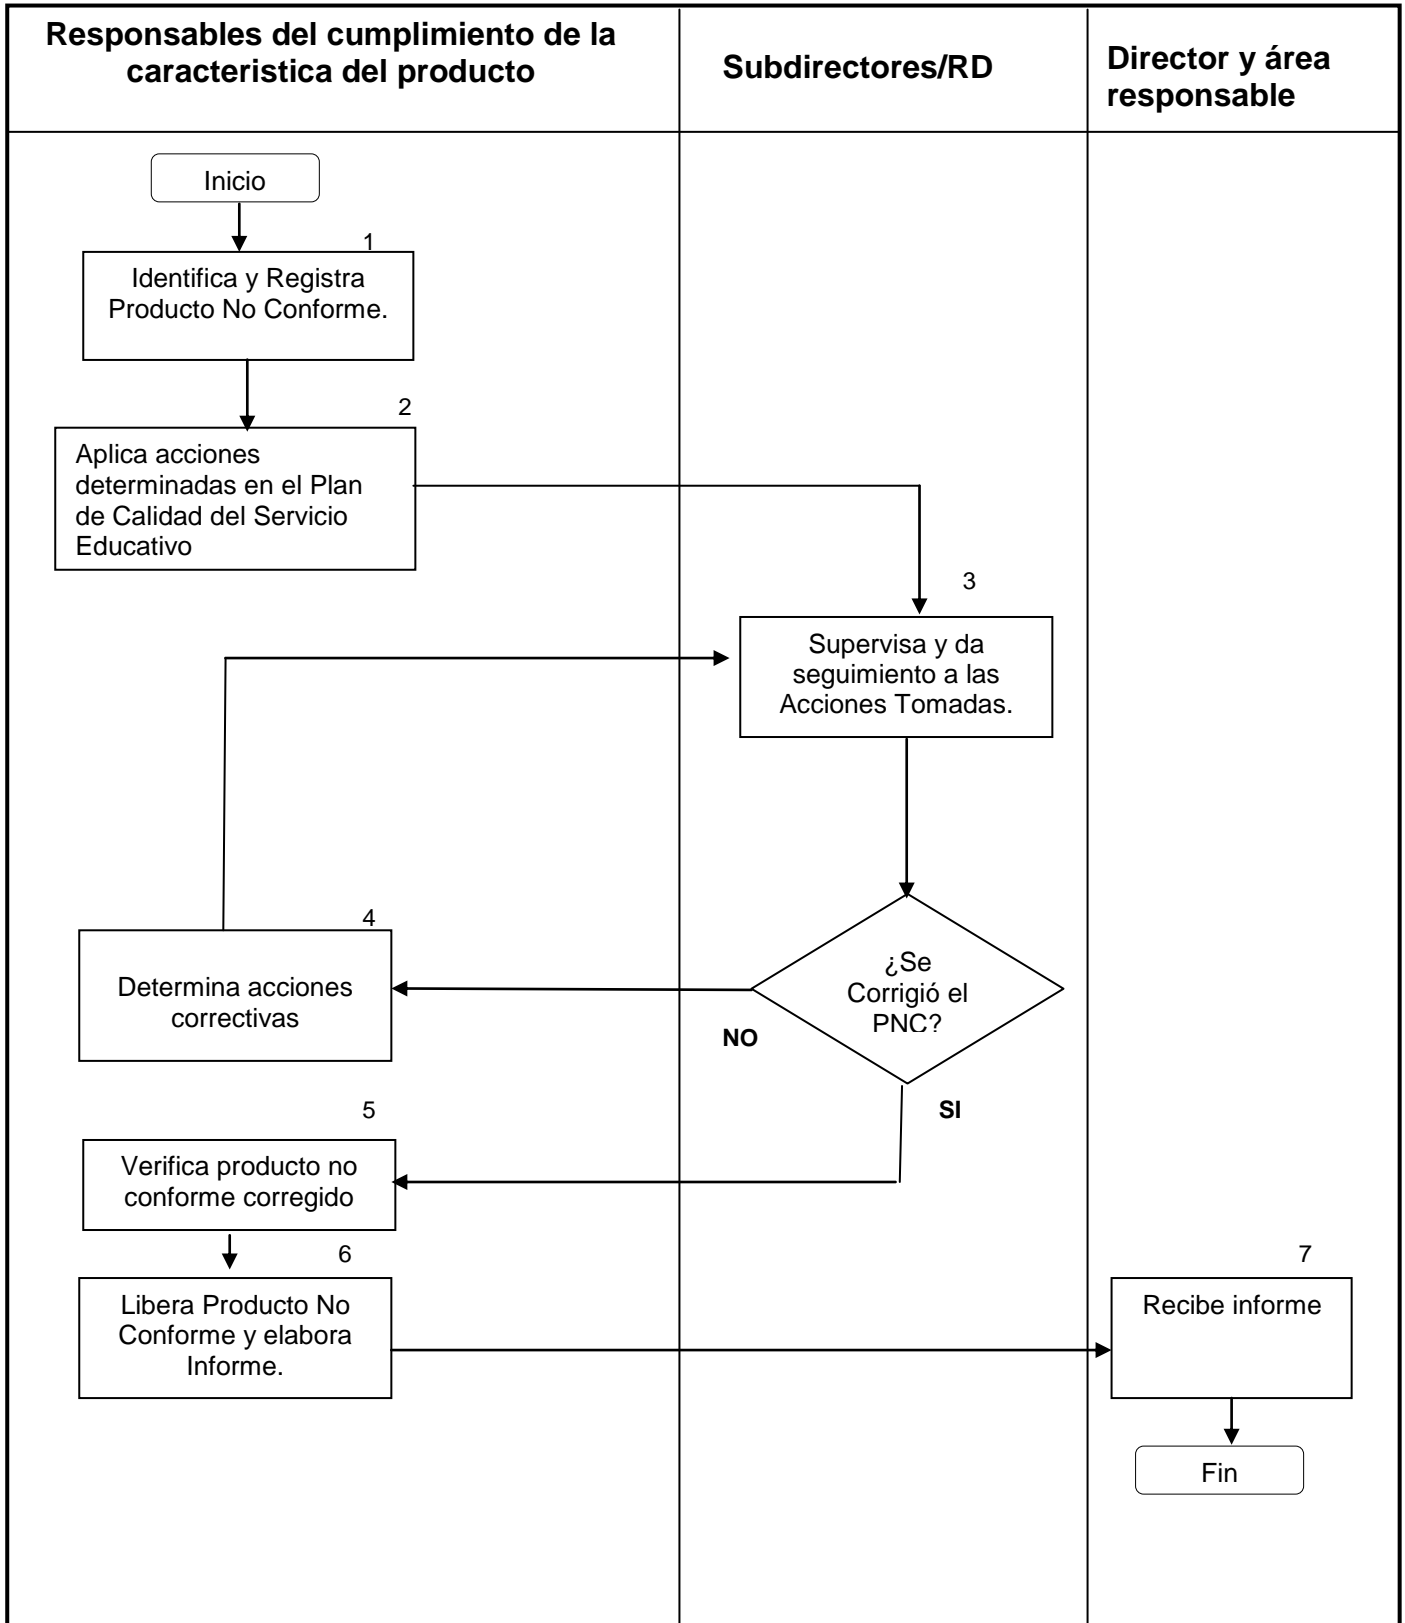 Responsables del cumplimiento de la
caracteristica del producto
Subdirectores/RD
Director y área
responsable
Inicio
1
Identifica y Registra
Producto No Conforme.
2
Aplica acciones
determinadas en el Plan
de Calidad del Servicio
Educativo
3
Supervisa y da
seguimiento a las
Acciones Tomadas.
¿Se
Corrigió el
PNC?
NO
SI
4
Determina acciones
correctivas
5
Verifica producto no
conforme corregido
6
Libera Producto No
Conforme y elabora
Informe.
7
Recibe informe
Fin